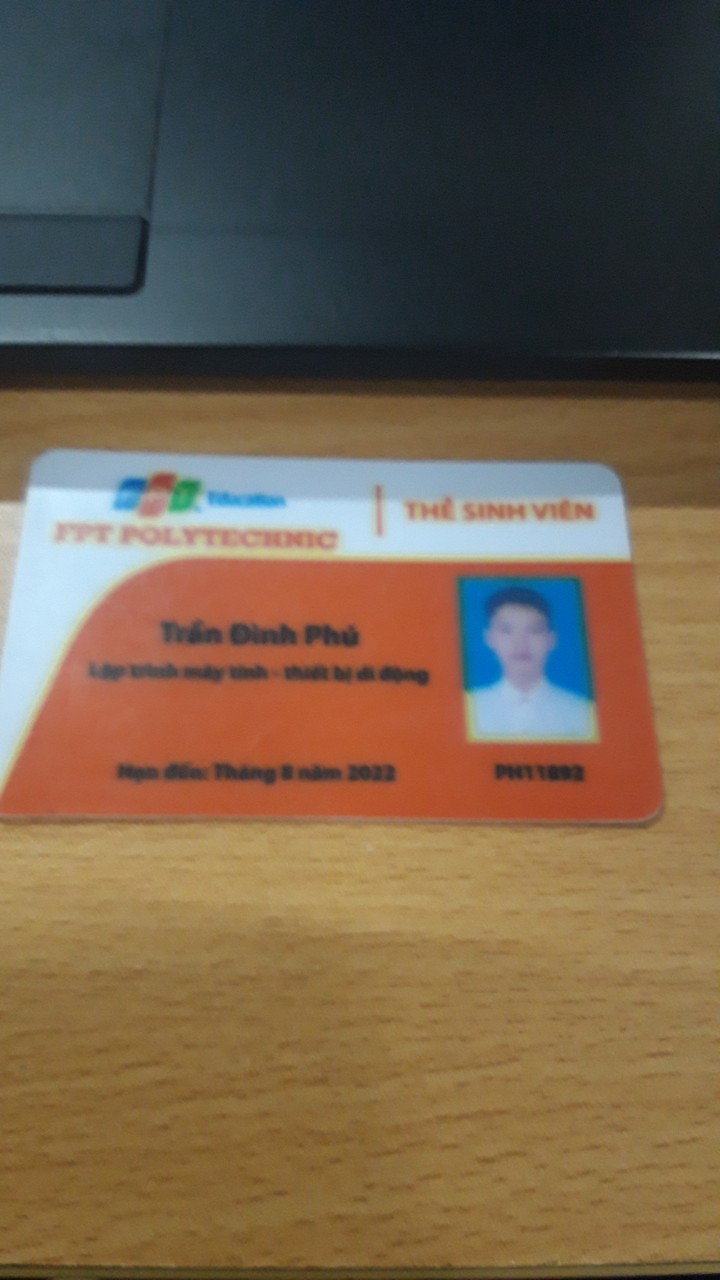 FPT Education
FPT POLYTECHNIC
THẺ SINH VIÊN
Trần Đình Phú
Lập trình máy tính - thiết bị di động
Hạn đến: Tháng 8 năm 2022
PH11892